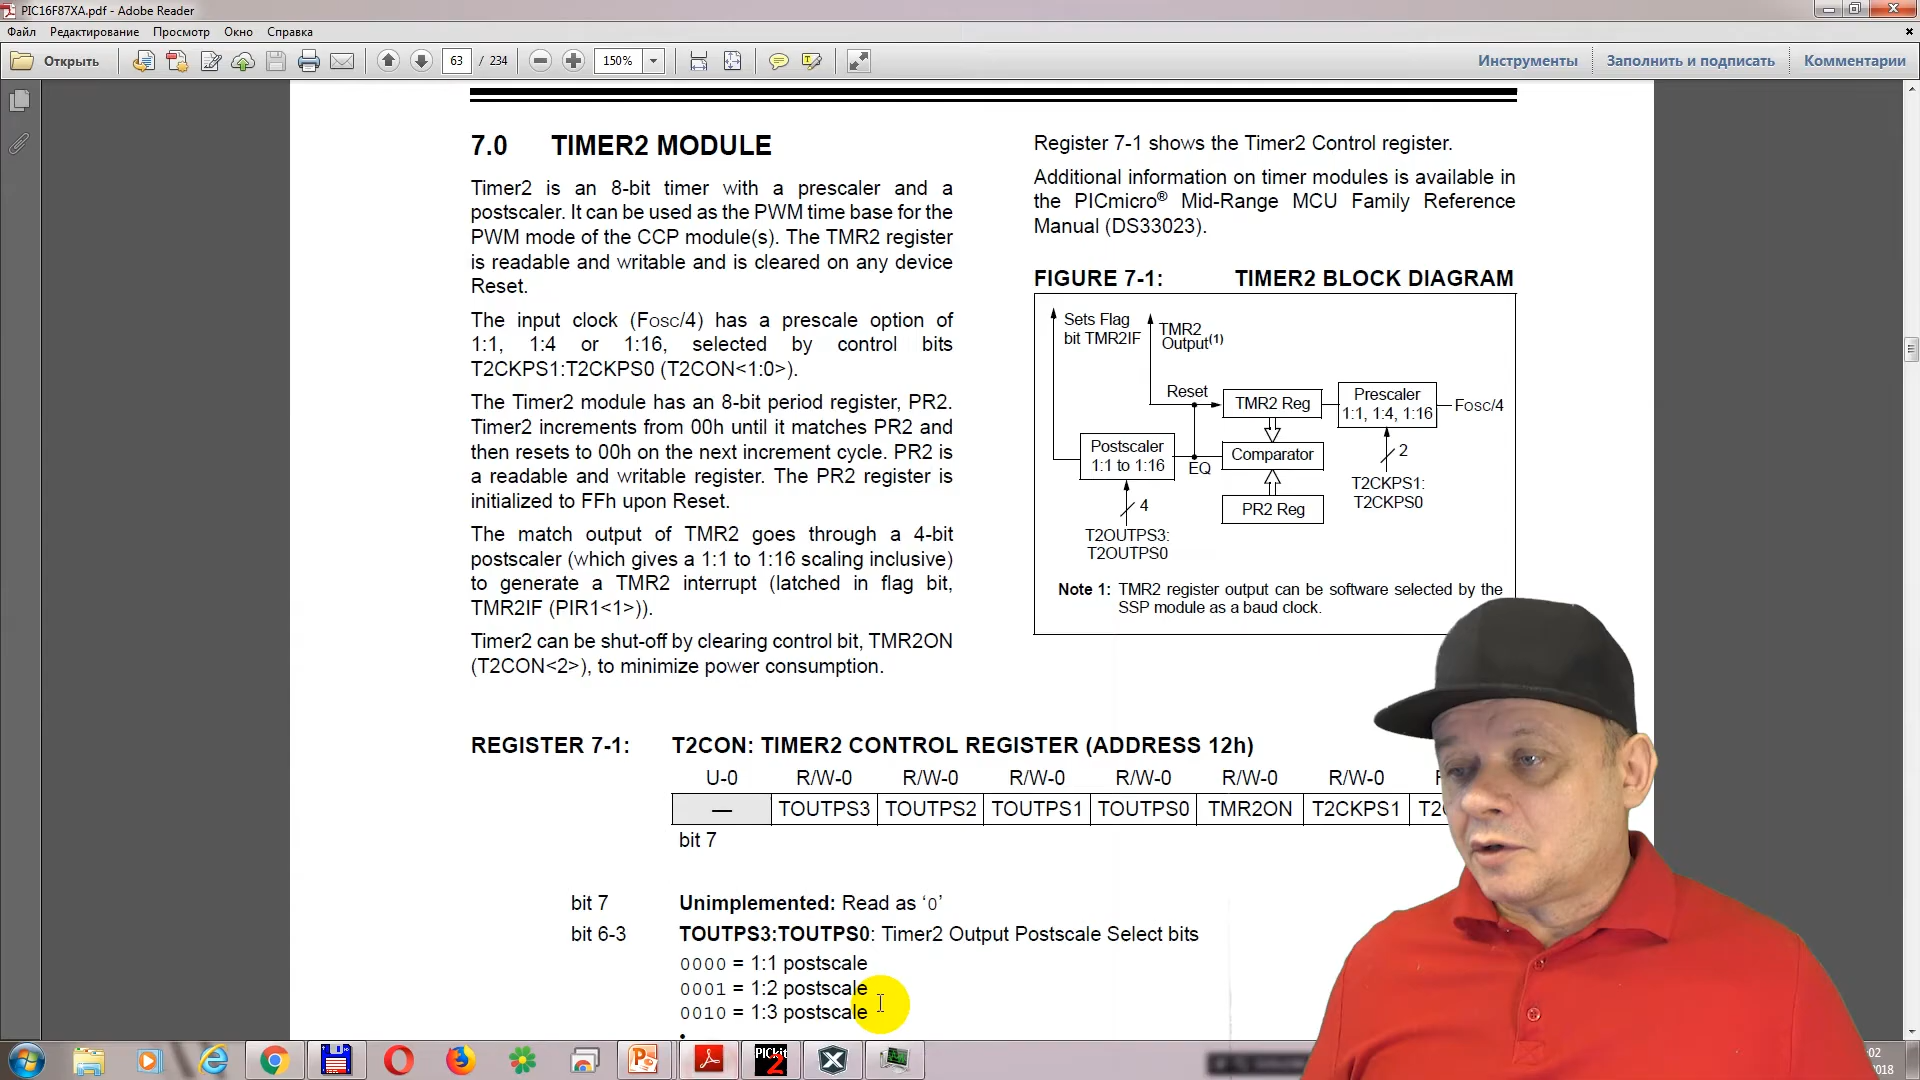 PIC16F87XA.pdf - Adobe Reader
Файл Редактирование Просмотр Окно Справка
Открыть 63 / 234 150% Инструменты Заполнить и подписать Комментарии
7.0 TIMER2 MODULE
Timer2 is an 8-bit timer with a prescaler and a
postscaler. It can be used as the PWM time base for the
PWM mode of the CCP module(s). The TMR2 register
is readable and writable and is cleared on any device
Reset.
The input clock (FOSC/4) has a prescale option of
1:1, 1:4 or 1:16, selected by control bits
T2CKPS1:T2CKPS0 (T2CON<1:0>).
The Timer2 module has an 8-bit period register, PR2.
Timer2 increments from 00h until it matches PR2 and
then resets to 00h on the next increment cycle. PR2 is
a readable and writable register. The PR2 register is
initialized to FFh upon Reset.
The match output of TMR2 goes through a 4-bit
postscaler (which gives a 1:1 to 1:16 scaling inclusive)
to generate a TMR2 interrupt (latched in flag bit,
TMR2IF (PIR1<1>)).
Timer2 can be shut-off by clearing control bit, TMR2ON
(T2CON<2>), to minimize power consumption.
Register 7-1 shows the Timer2 Control register.
Additional information on timer modules is available in
the PICmicro® Mid-Range MCU Family Reference
Manual (DS33023).
FIGURE 7-1: TIMER2 BLOCK DIAGRAM
Sets Flag
bit TMR2IF
TMR2
Output(1)
Reset
TMR2 Reg
Prescaler
1:1, 1:4, 1:16
FOSC/4
Postscaler
1:1 to 1:16
EQ
Comparator
2
T2CKPS1:
T2CKPS0
4
PR2 Reg
T2OUTPS3:
T2OUTPS0
Note 1: TMR2 register output can be software selected by the
SSP module as a baud clock.
REGISTER 7-1: T2CON: TIMER2 CONTROL REGISTER (ADDRESS 12h)
U-0 R/W-0 R/W-0 R/W-0 R/W-0 R/W-0 R/W-0
— TOUTPS3 TOUTPS2 TOUTPS1 TOUTPS0 TMR2ON T2CKPS1
bit 7
bit 7 Unimplemented: Read as ‘0’
bit 6-3 TOUTPS3:TOUTPS0: Timer2 Output Postscale Select bits
0000 = 1:1 postscale
0001 = 1:2 postscale
0010 = 1:3 postscale
PICkit
2